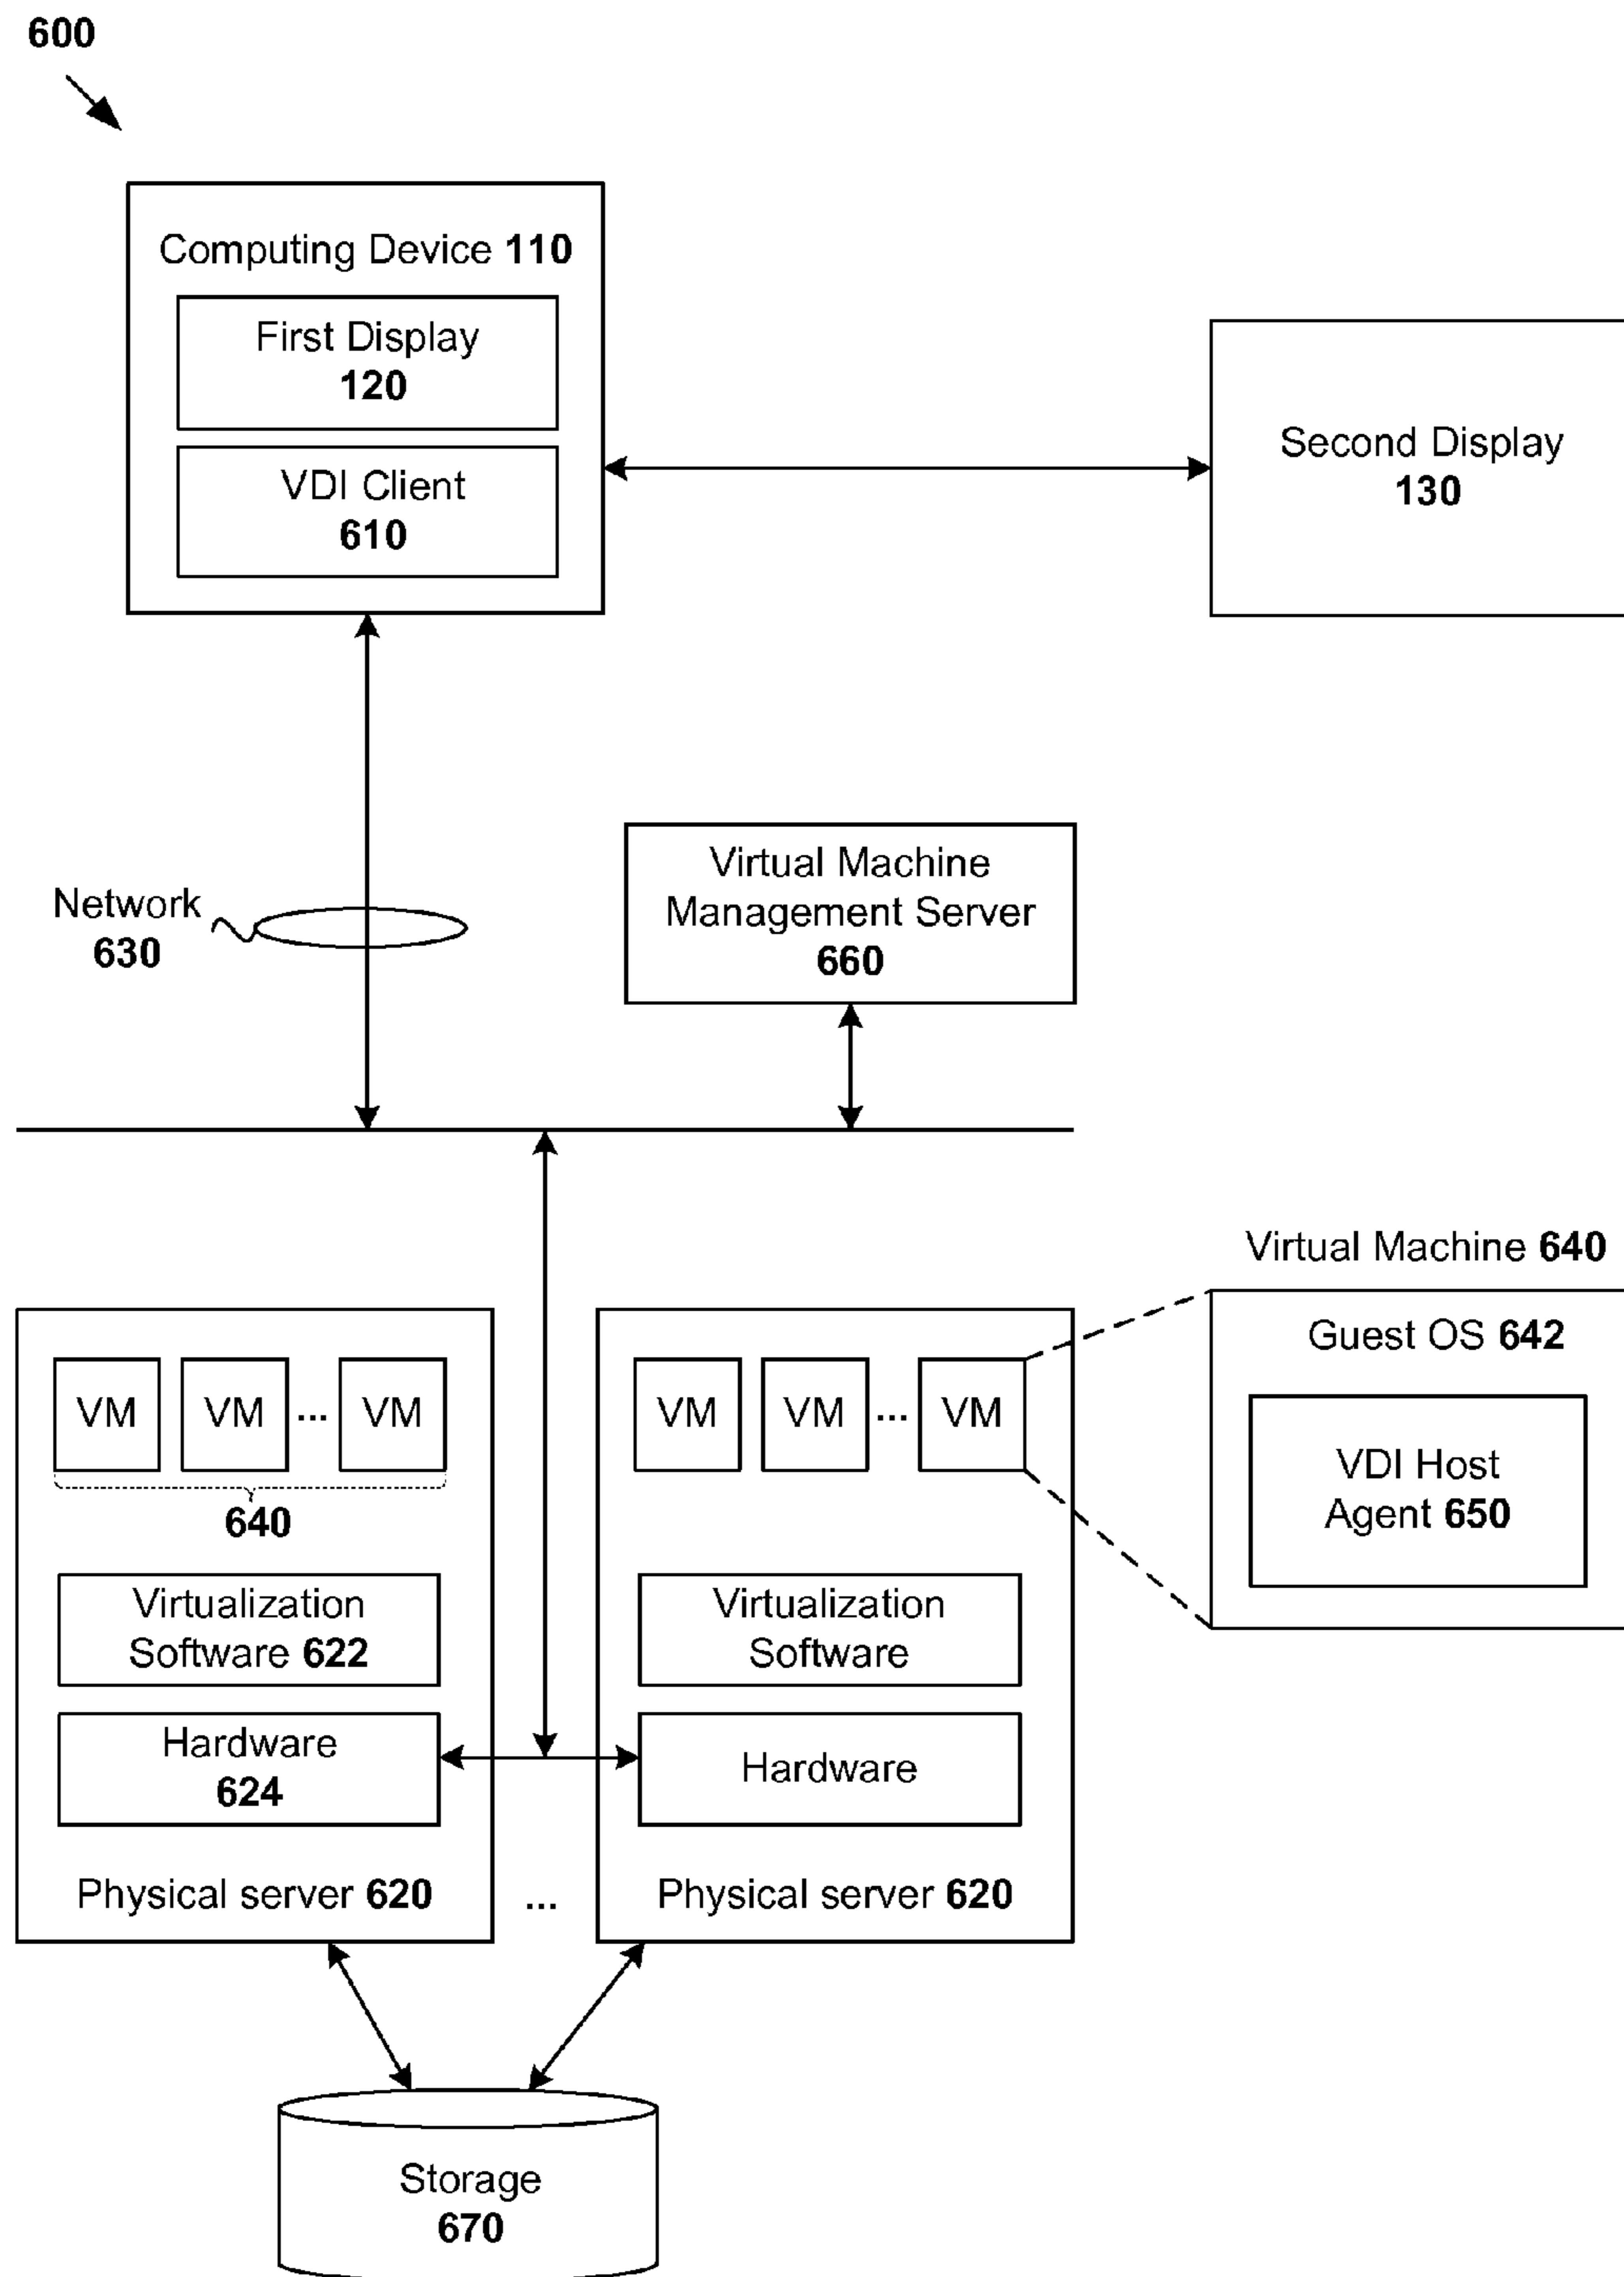 600
Computing Device 110
First Display
120
VDI Client
610
Second Display
130
Network
630
Virtual Machine
Management Server
660
Virtual Machine 640
Guest OS 642
VDI Host
Agent 650
VM
VM
...
VM
640
Virtualization
Software 622
Hardware
624
Physical server 620
...
VM
VM
...
VM
Virtualization
Software
Hardware
Physical server 620
Storage
670